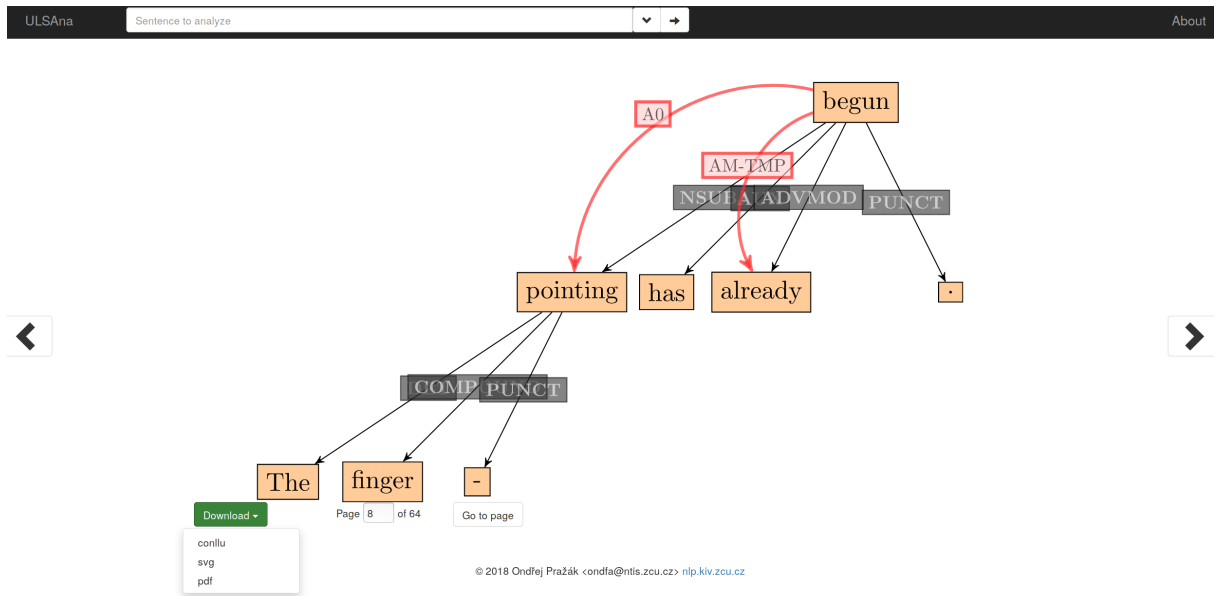 ULSAna Sentence to analyze About
begun
A0
AM-TMP
ADVMOD PUNCT
pointing has already .
COMP PUNCT
The finger -
Download Page 8 of 64 Go to page
conllu
svg
pdf
© 2018 Ondřej Pražák <ondfa@ntis.zcu.cz> nlp.kiv.zcu.cz